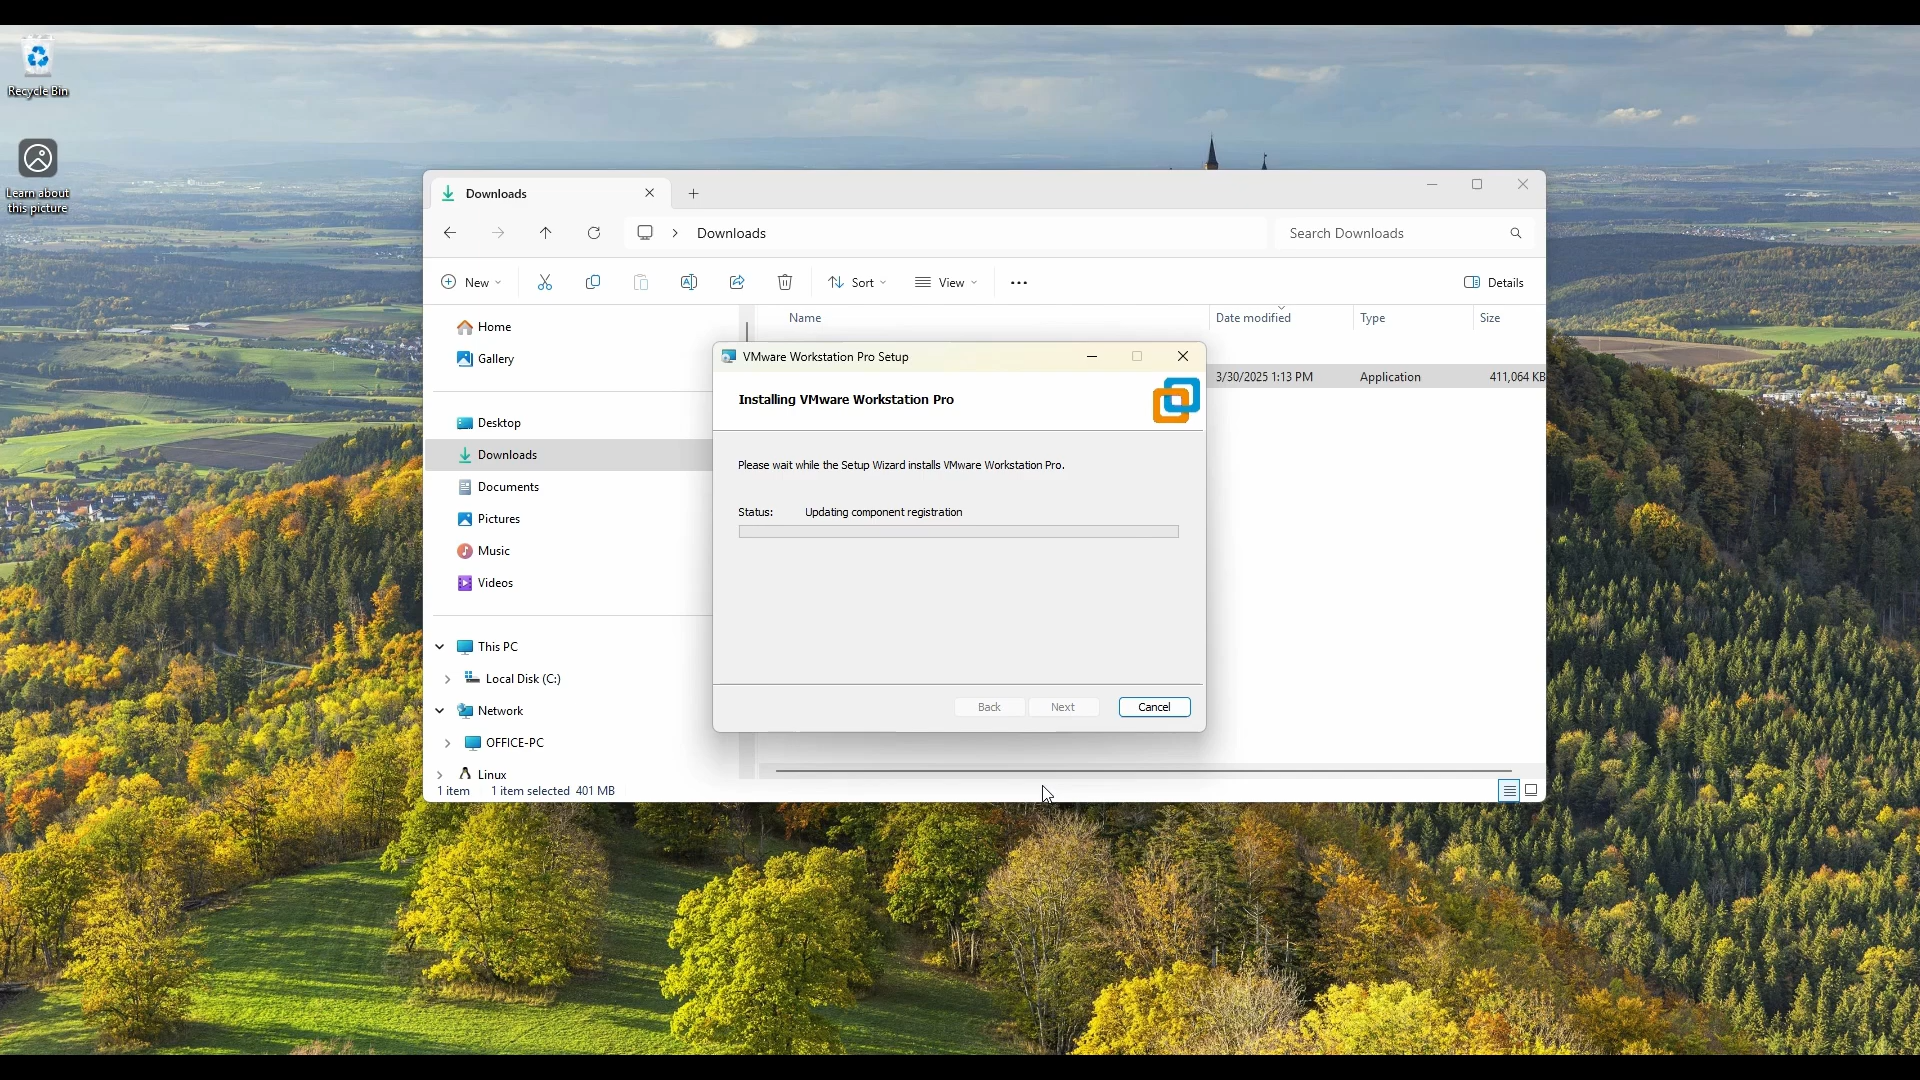 Recycle Bin
Learn about
this picture
Downloads
Downloads
Search Downloads
New
Sort
View
Details
Home
Gallery
Desktop
Downloads
Documents
Pictures
Music
Videos
This PC
Local Disk (C:)
Network
OFFICE-PC
Linux
1 item
1 item selected 401 MB
Name
Date modified
Type
Size
3/30/2025 1:13 PM
Application
411,064 KB
VMware Workstation Pro Setup
Installing VMware Workstation Pro
Please wait while the Setup Wizard installs VMware Workstation Pro.
Status: Updating component registration
Back
Next
Cancel